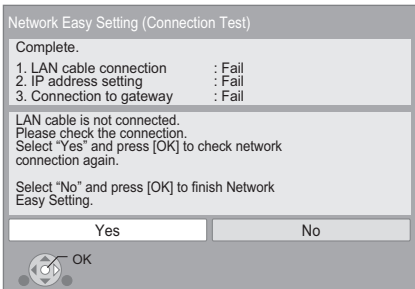 Network Easy Setting (Connection Test)
Complete.
1. LAN cable connection : Fail
2. IP address setting : Fail
3. Connection to gateway : Fail
LAN cable is not connected.
Please check the connection.
Select “Yes” and press [OK] to check network
connection again.
Select “No” and press [OK] to finish Network
Easy Setting.
Yes No
OK